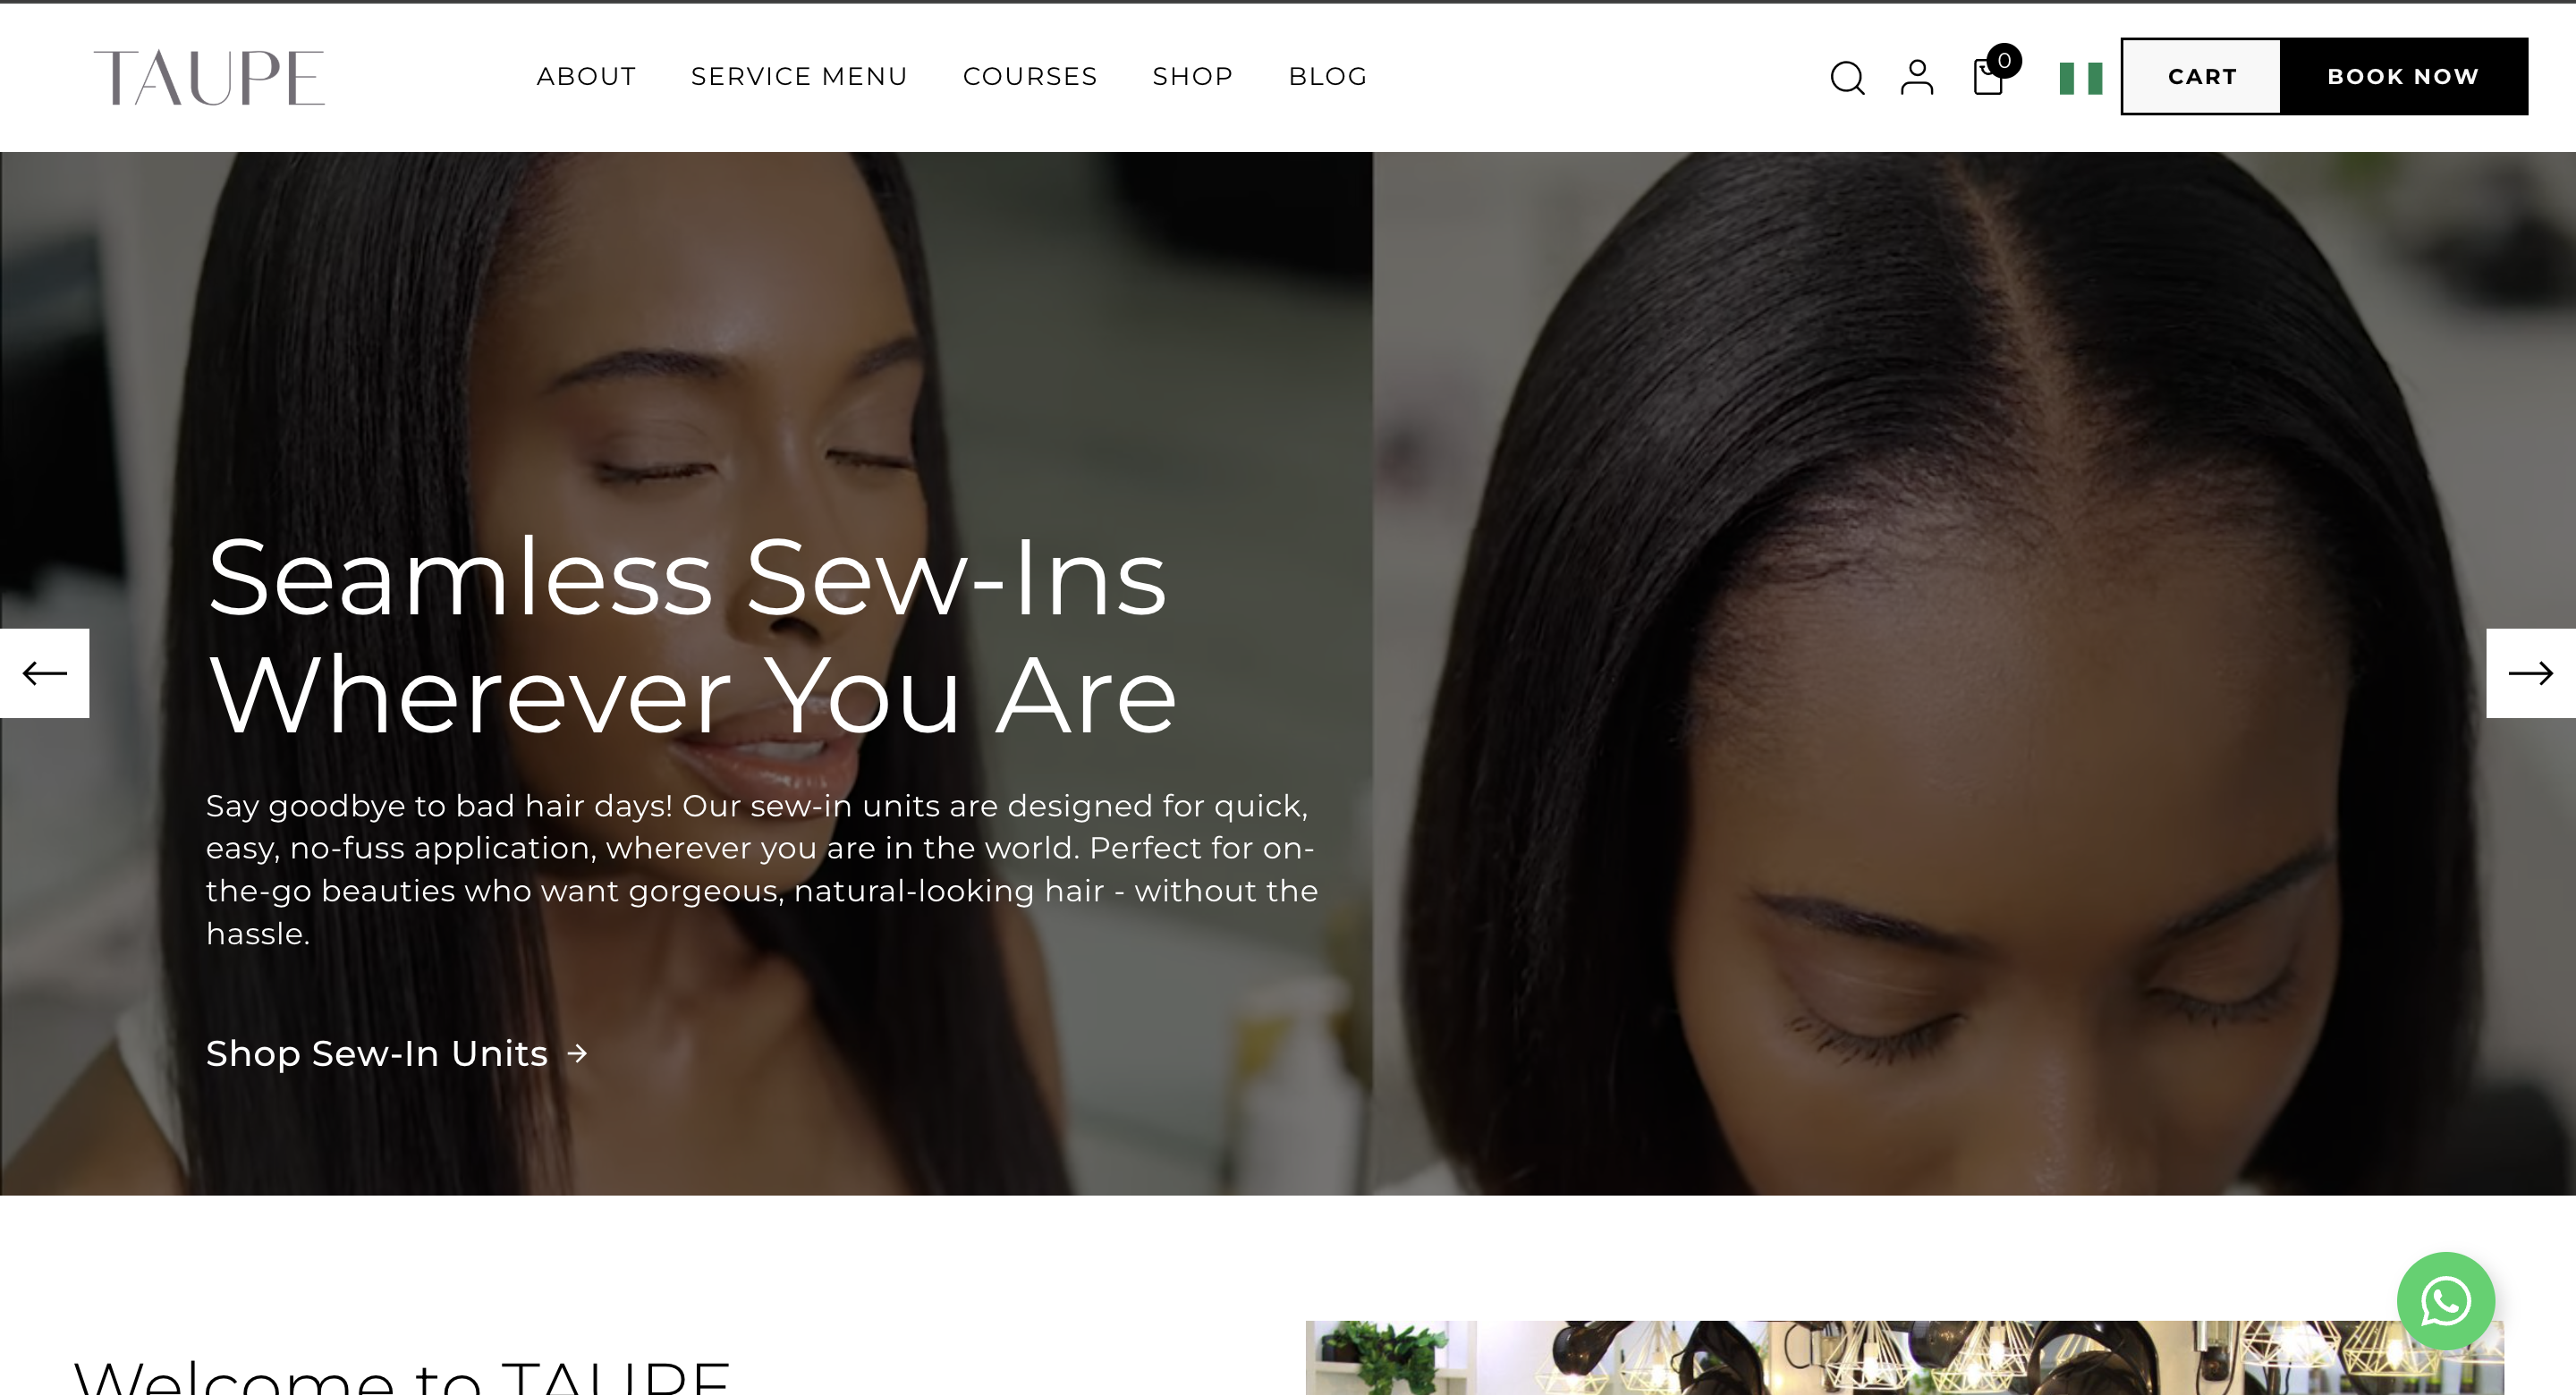 TAUPE
ABOUT
SERVICE MENU
COURSES
SHOP
BLOG
0
CART
BOOK NOW
Seamless Sew-Ins
Wherever You Are
Say goodbye to bad hair days! Our sew-in units are designed for quick,
easy, no-fuss application, wherever you are in the world. Perfect for on-
the-go beauties who want gorgeous, natural-looking hair - without the
hassle.
Shop Sew-In Units
Welcome to TAUPE